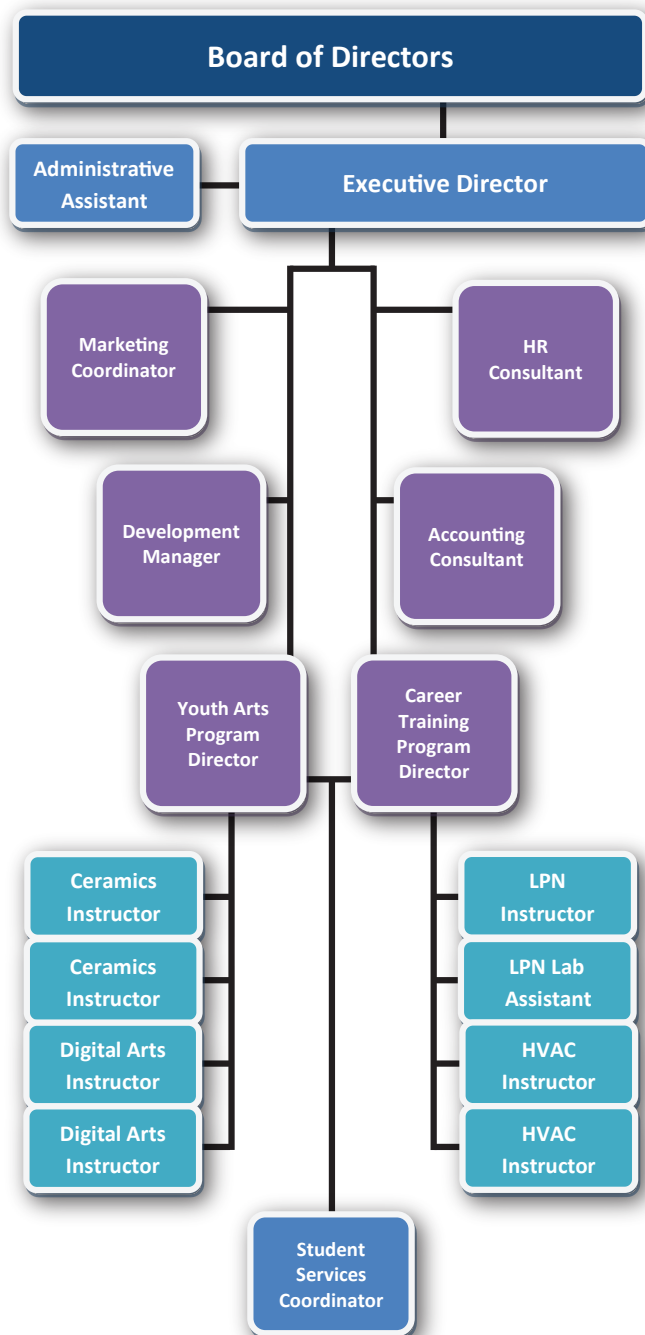 Board of Directors
Administrative
Assistant
Executive Director
Marketing
Coordinator
HR
Consultant
Development
Manager
Accounting
Consultant
Youth Arts
Program
Director
Career
Training
Program
Director
Ceramics
Instructor
LPN
Instructor
Ceramics
Instructor
LPN Lab
Assistant
Digital Arts
Instructor
HVAC
Instructor
Digital Arts
Instructor
HVAC
Instructor
Student
Services
Coordinator